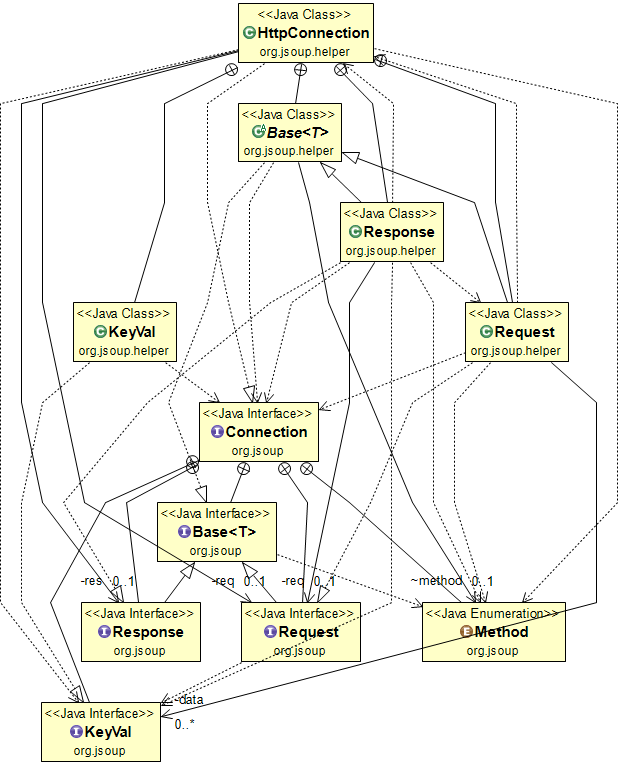 <<Java Class>>
C HttpConnection
org.jsoup.helper
<<Java Class>>
C A Base<T>
org.jsoup.helper
<<Java Class>>
C Response
org.jsoup.helper
<<Java Class>>
C KeyVal
org.jsoup.helper
<<Java Class>>
C Request
org.jsoup.helper
<<Java Interface>>
I Connection
org.jsoup
<<Java Interface>>
I Base<T>
org.jsoup
-res 0..1
-req 0..1
-req 0..1
~method 0..1
<<Java Interface>>
I Response
org.jsoup
<<Java Interface>>
I Request
org.jsoup
<<Java Enumeration>>
E Method
org.jsoup
-data
0..*
<<Java Interface>>
I KeyVal
org.jsoup